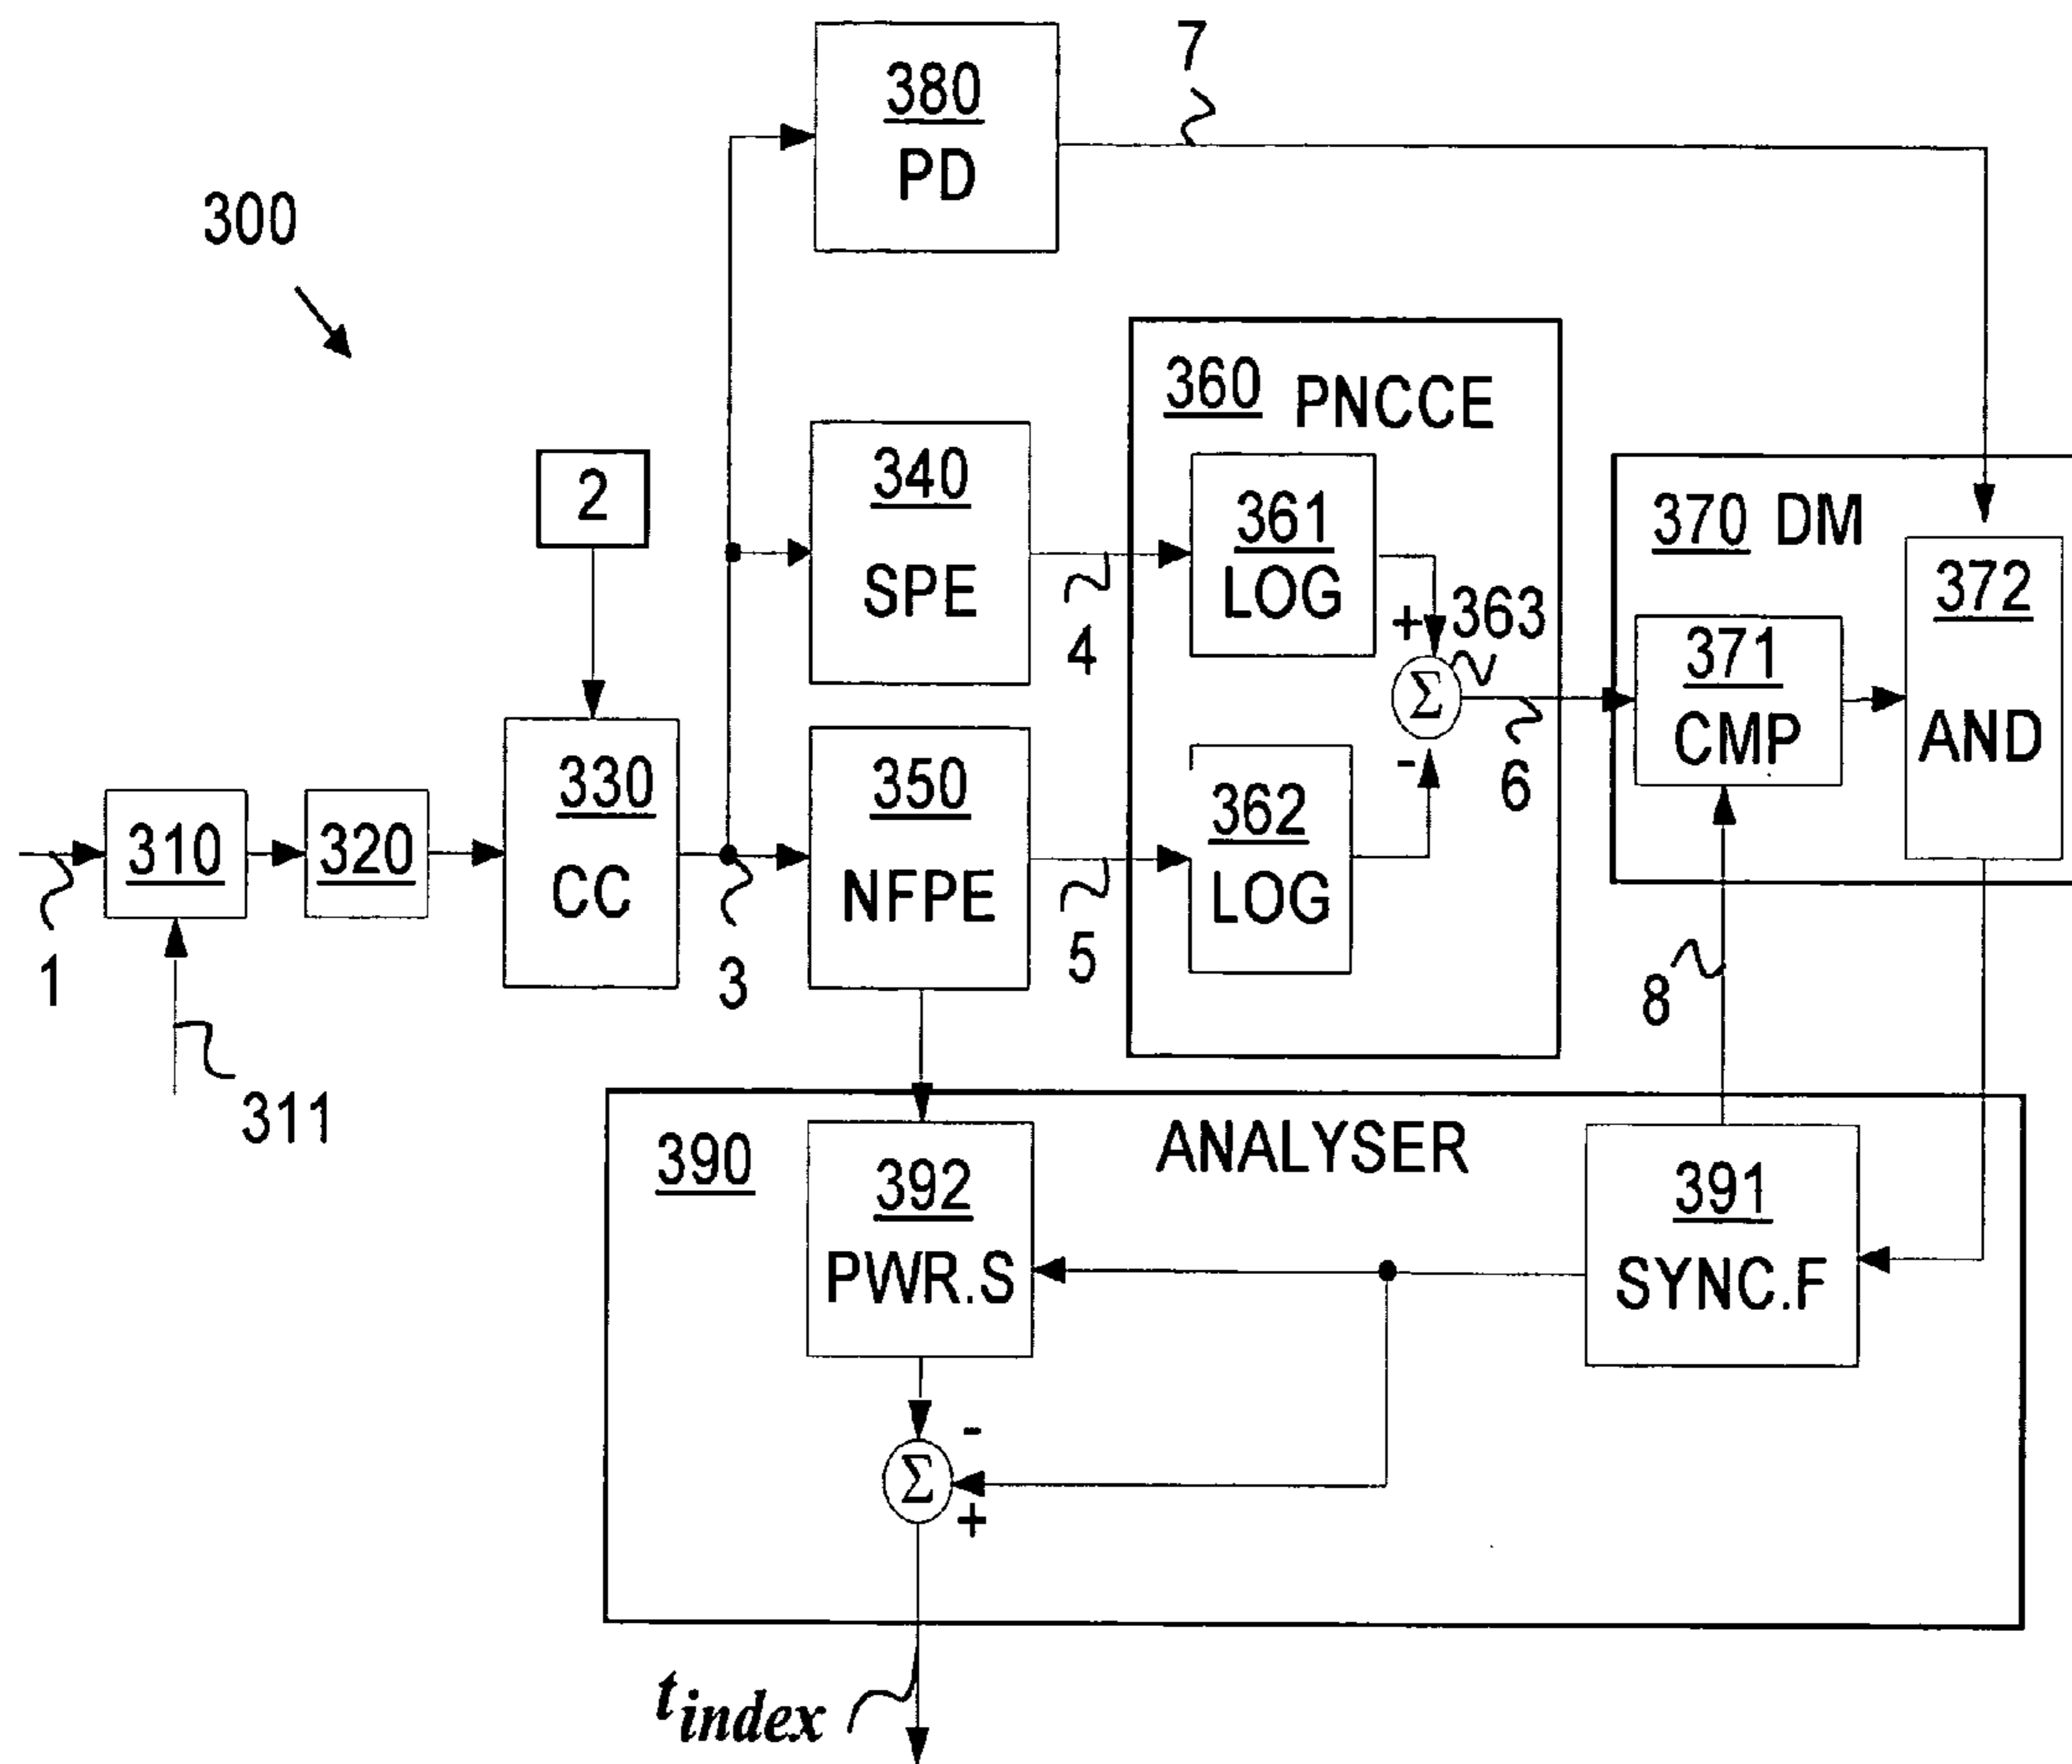 7
380
PD
300
360 PNCCE
2
340
SPE
361
LOG
370 DM
372
AND
4
+
363
Σ
371
CMP
6
-
330
CC
350
NFPE
362
LOG
310
320
1
3
5
8
311
390
ANALYSER
392
PWR.S
391
SYNC.F
-
Σ
+
tindex